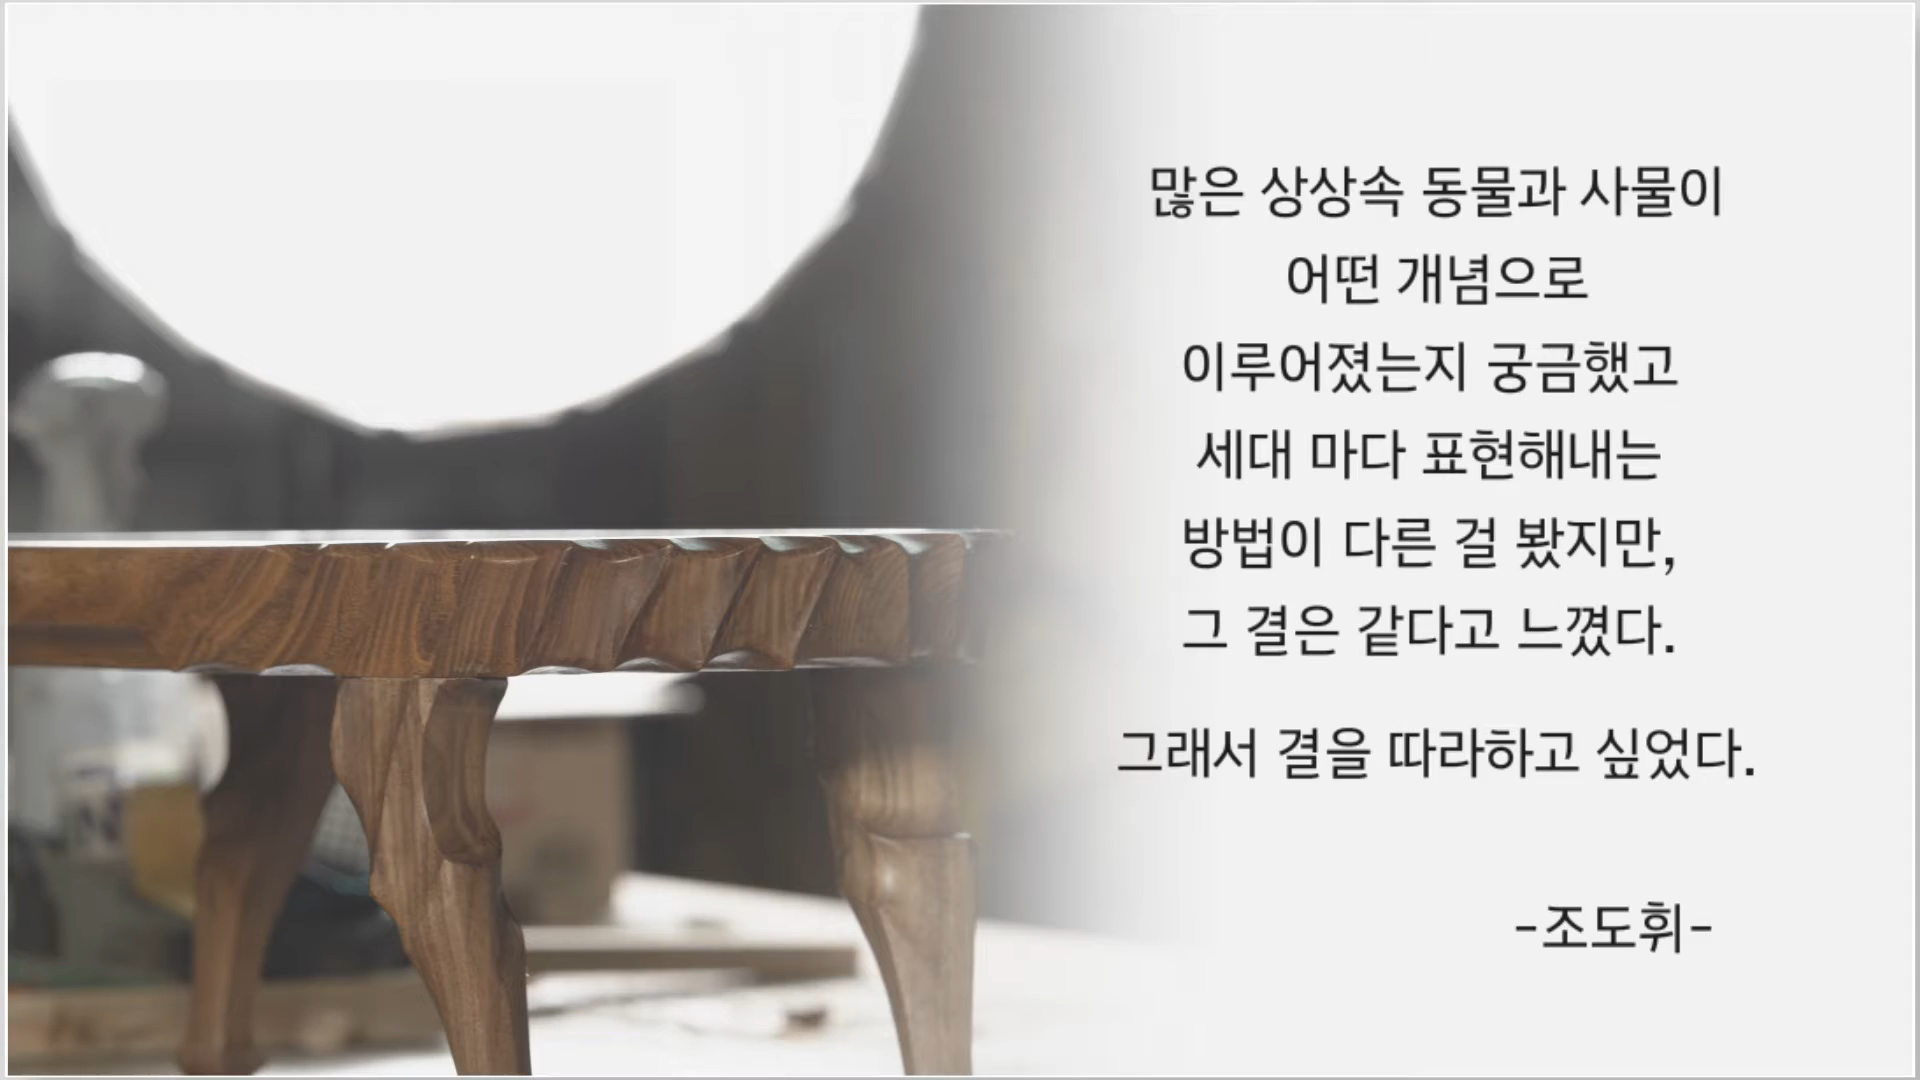 많은 상상속 동물과 사물이
어떤 개념으로
이루어졌는지 궁금했고
세대 마다 표현해내는
방법이 다른 걸 봤지만,
그 결은 같다고 느꼈다.
그래서 결을 따라하고 싶었다.
-조도휘-